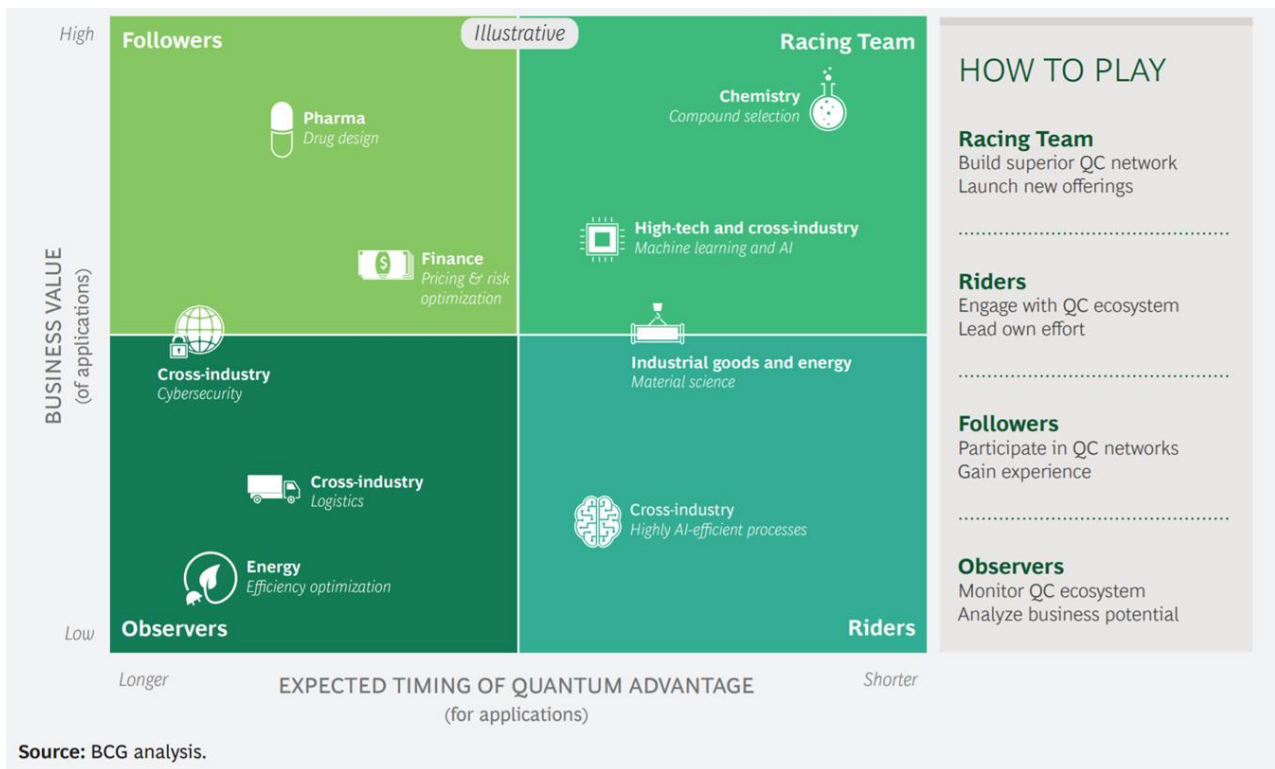 High
Followers
Illustrative
Racing Team
Pharma
Drug design
Chemistry
Compound selection
High-tech and cross-industry
Machine learning and AI
$
Finance
Pricing & risk
optimization
Cross-industry
Cybersecurity
Industrial goods and energy
Material science
Cross-industry
Logistics
Cross-industry
Highly AI-efficient processes
Energy
Efficiency optimization
Observers
Riders
Low
BUSINESS VALUE
(of applications)
Longer
EXPECTED TIMING OF QUANTUM ADVANTAGE
(for applications)
Shorter
HOW TO PLAY
Racing Team
Build superior QC network
Launch new offerings
Riders
Engage with QC ecosystem
Lead own effort
Followers
Participate in QC networks
Gain experience
Observers
Monitor QC ecosystem
Analyze business potential
Source: BCG analysis.